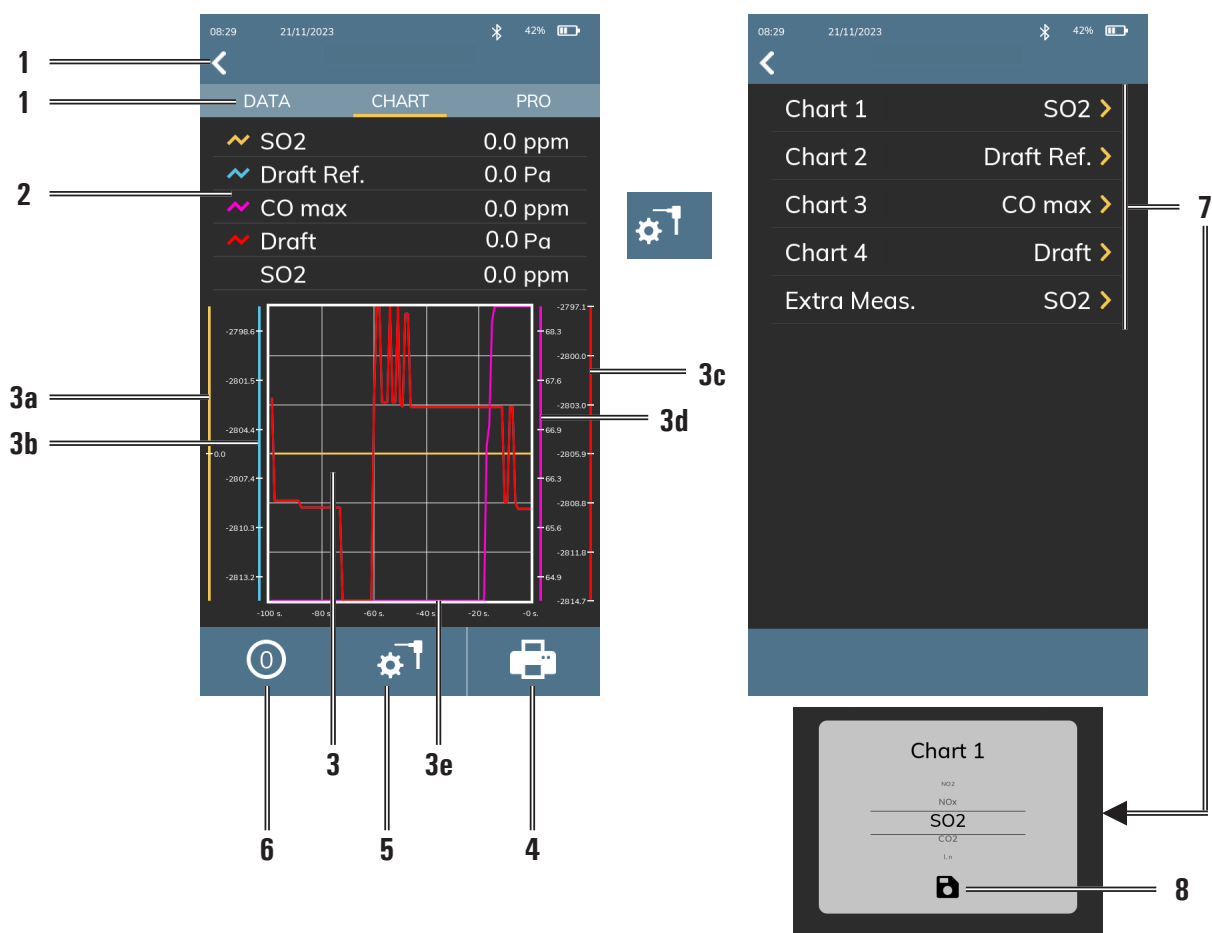 08:29 21/11/2023 42%
1
1 DATA CHART PRO
SO2 0.0 ppm
Draft Ref. 0.0 Pa
2
CO max 0.0 ppm
Draft 0.0 Pa
SO2 0.0 ppm
-2798.6
-2801.5
-2804.4
0.0
-2807.4
-2810.3
-2813.2
-2797.1
68.3
-2800.0
67.6
-2803.0
66.9
-2805.9
66.3
-2808.8
65.6
-2811.8
64.9
-2814.7
-100 s. -80 s -60 s. -40 s -20 s. -0 s.
3a
3b
3c
3d
0
3 3e
6 5 4
08:29 21/11/2023 42%
Chart 1 SO2
Chart 2 Draft Ref.
Chart 3 CO max
7
Chart 4 Draft
Extra Meas. SO2
Chart 1
NO2
NOx
SO2
CO2
l, n
8